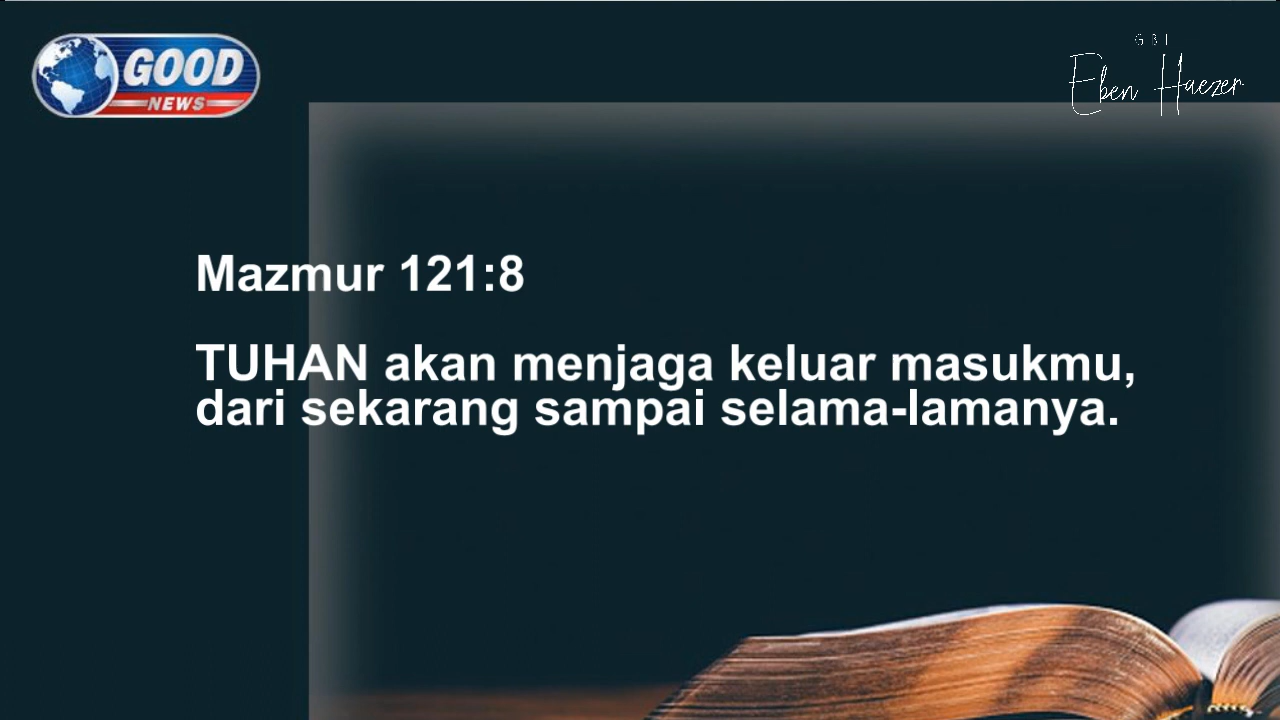 GOOD
NEWS
GBI
Eben Haezer
Mazmur 121:8
TUHAN akan menjaga keluar masukmu,
dari sekarang sampai selama-lamanya.